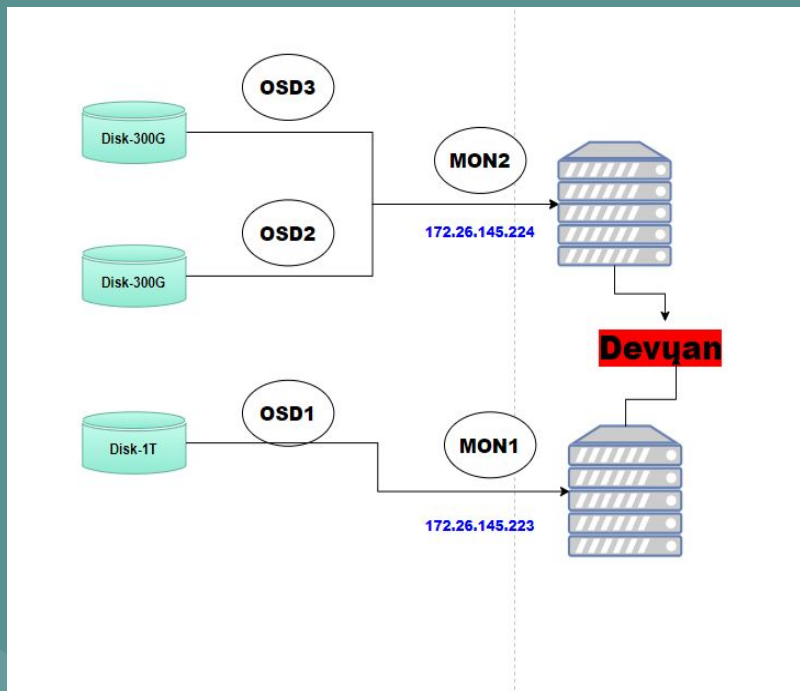 OSD3
Disk-300G
MON2
OSD2
172.26.145.224
Disk-300G
Devyan
OSD1
MON1
Disk-1T
172.26.145.223